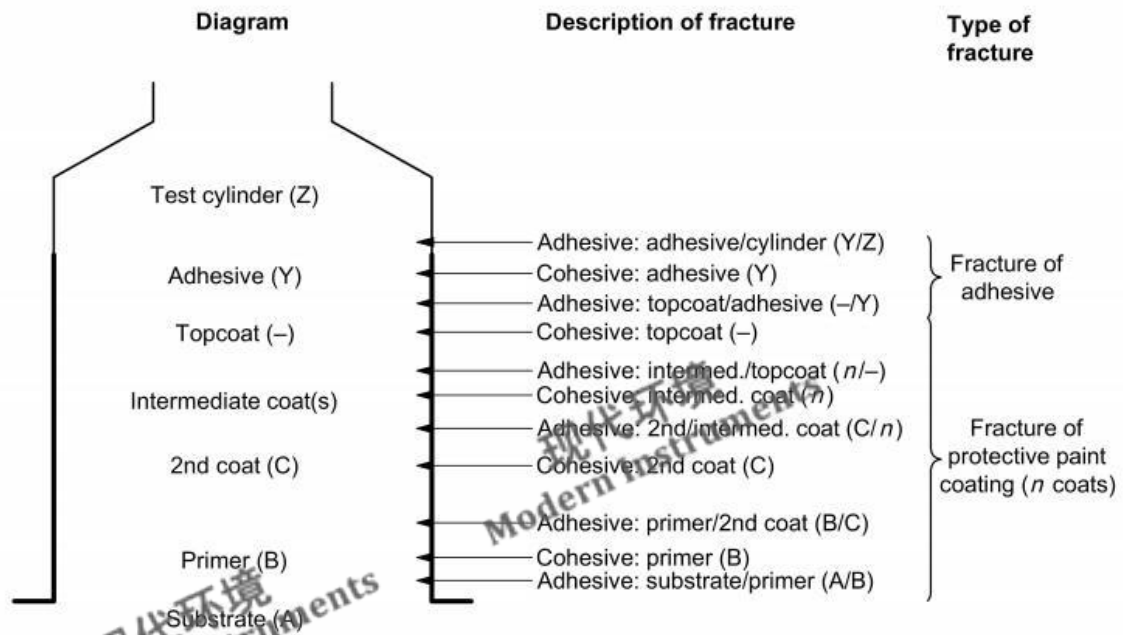 Diagram
Description of fracture
Type of
fracture
Test cylinder (Z)
Adhesive (Y)
Topcoat (–)
Intermediate coat(s)
2nd coat (C)
Primer (B)
Substrate (A)
Adhesive: adhesive/cylinder (Y/Z)
Cohesive: adhesive (Y)
Adhesive: topcoat/adhesive (–/Y)
Cohesive: topcoat (–)
Adhesive: intermed./topcoat (n/–)
Cohesive: intermed. coat (n)
Adhesive: 2nd/intermed. coat (C/n)
Cohesive: 2nd coat (C)
Adhesive: primer/2nd coat (B/C)
Cohesive: primer (B)
Adhesive: substrate/primer (A/B)
Fracture of
adhesive
Fracture of
protective paint
coating (n coats)
现代环境
Modern Instruments
代环境